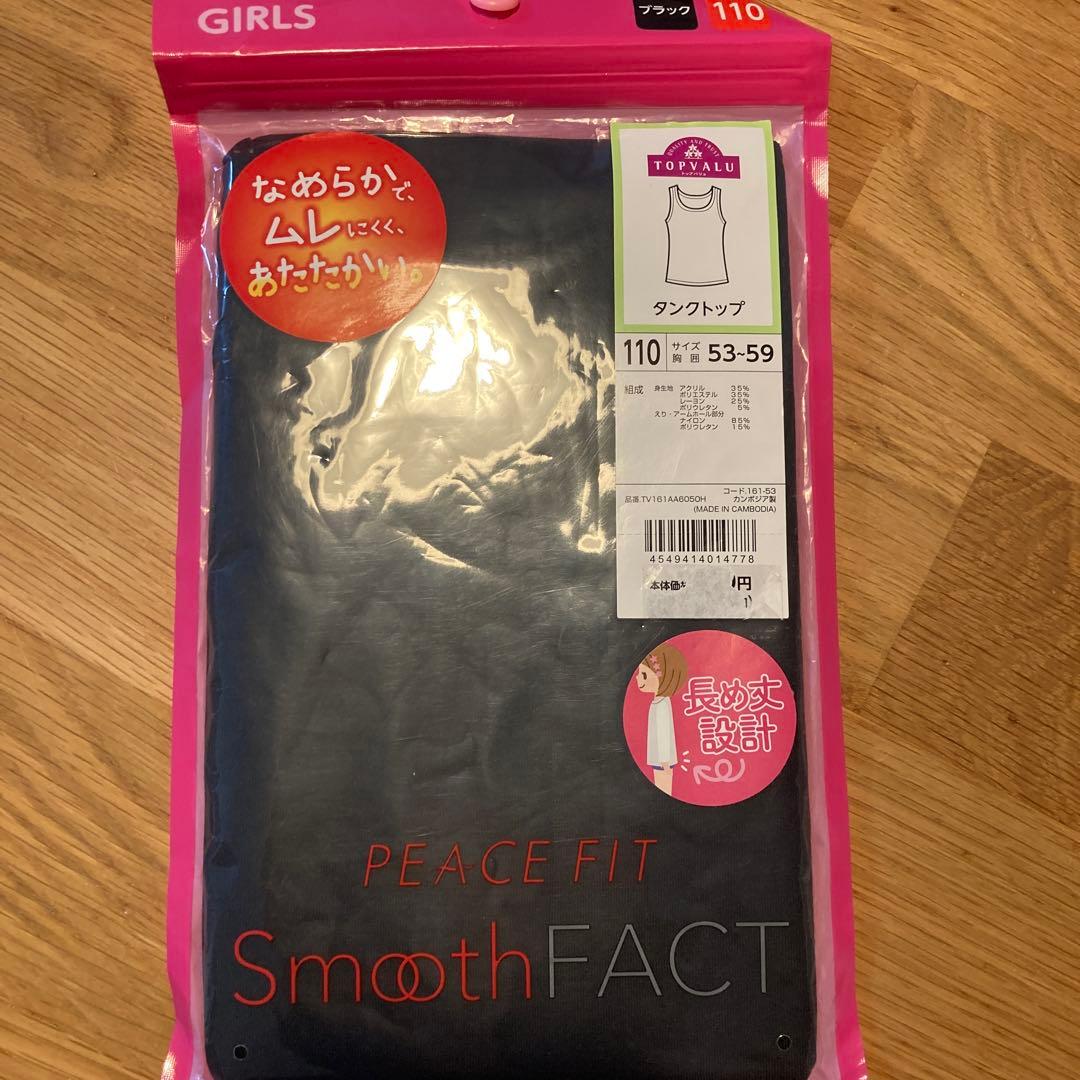 GIRLS
ブラック
110
なめらかで、
ムレにくく、
あたたかい。
QUALITY AND TRUST
TOPVALU
トップバリュ
タンクトップ
110 サイズ 胸囲 53~59
組成 身生地 アクリル 35%
ポリエステル 35%
レーヨン 25%
ポリウレタン 5%
えり・アームホール部分
ナイロン 85%
ポリウレタン 15%
コード.161-53
品番.TV161AA6050H カンボジア製
(MADE IN CAMBODIA)
4549414014778
本体価 円
長め丈
設計
PEACE FIT
SmoothFACT